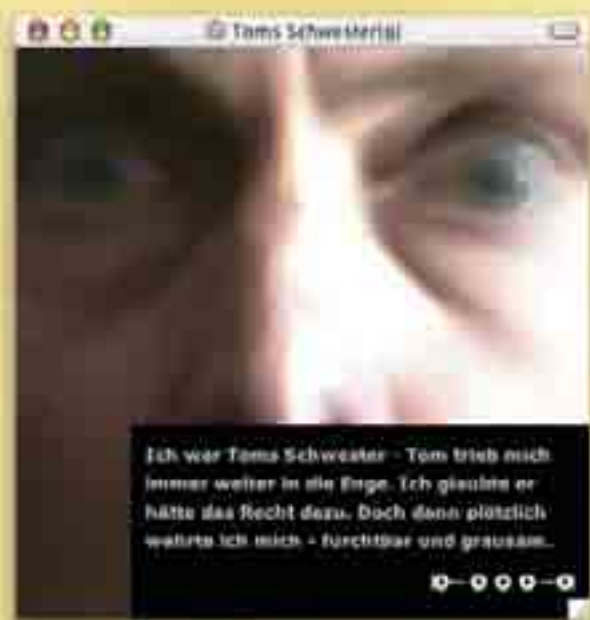 Toms Schwester(a)
Ich war Toms Schwester - Tom trieb mich
immer weiter in die Enge. Ich glaubte er
hätte das Recht dazu. Doch dann plötzlich
wehrte ich mich - furchtbar und grausam.